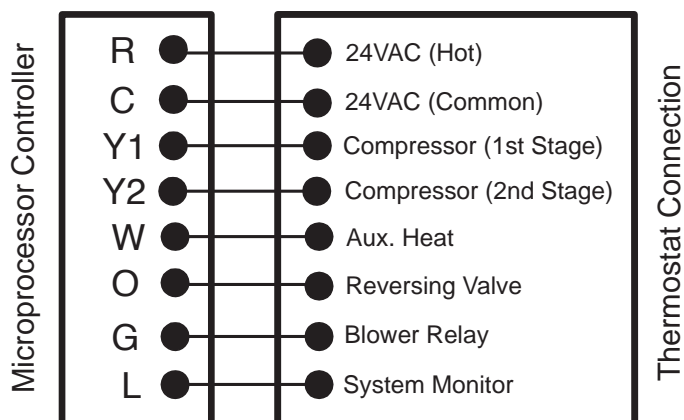 Microprocessor Controller
R
24VAC (Hot)
C
24VAC (Common)
Y1
Compressor (1st Stage)
Y2
Compressor (2nd Stage)
W
Aux. Heat
O
Reversing Valve
G
Blower Relay
L
System Monitor
Thermostat Connection